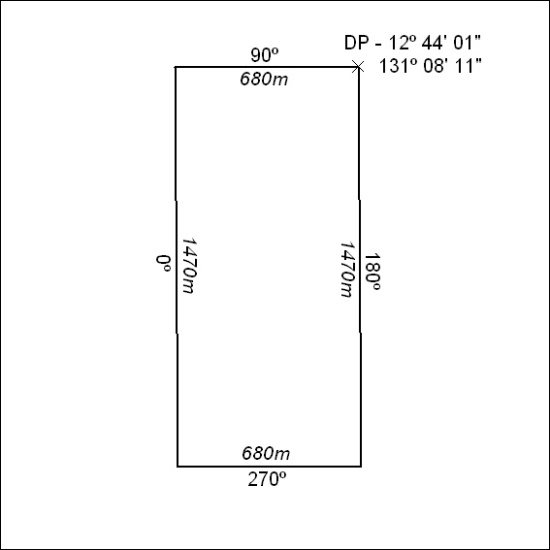 DP - 12º 44' 01"
131º 08' 11"
90º
680m
0º
1470m
1470m
180º
680m
270º